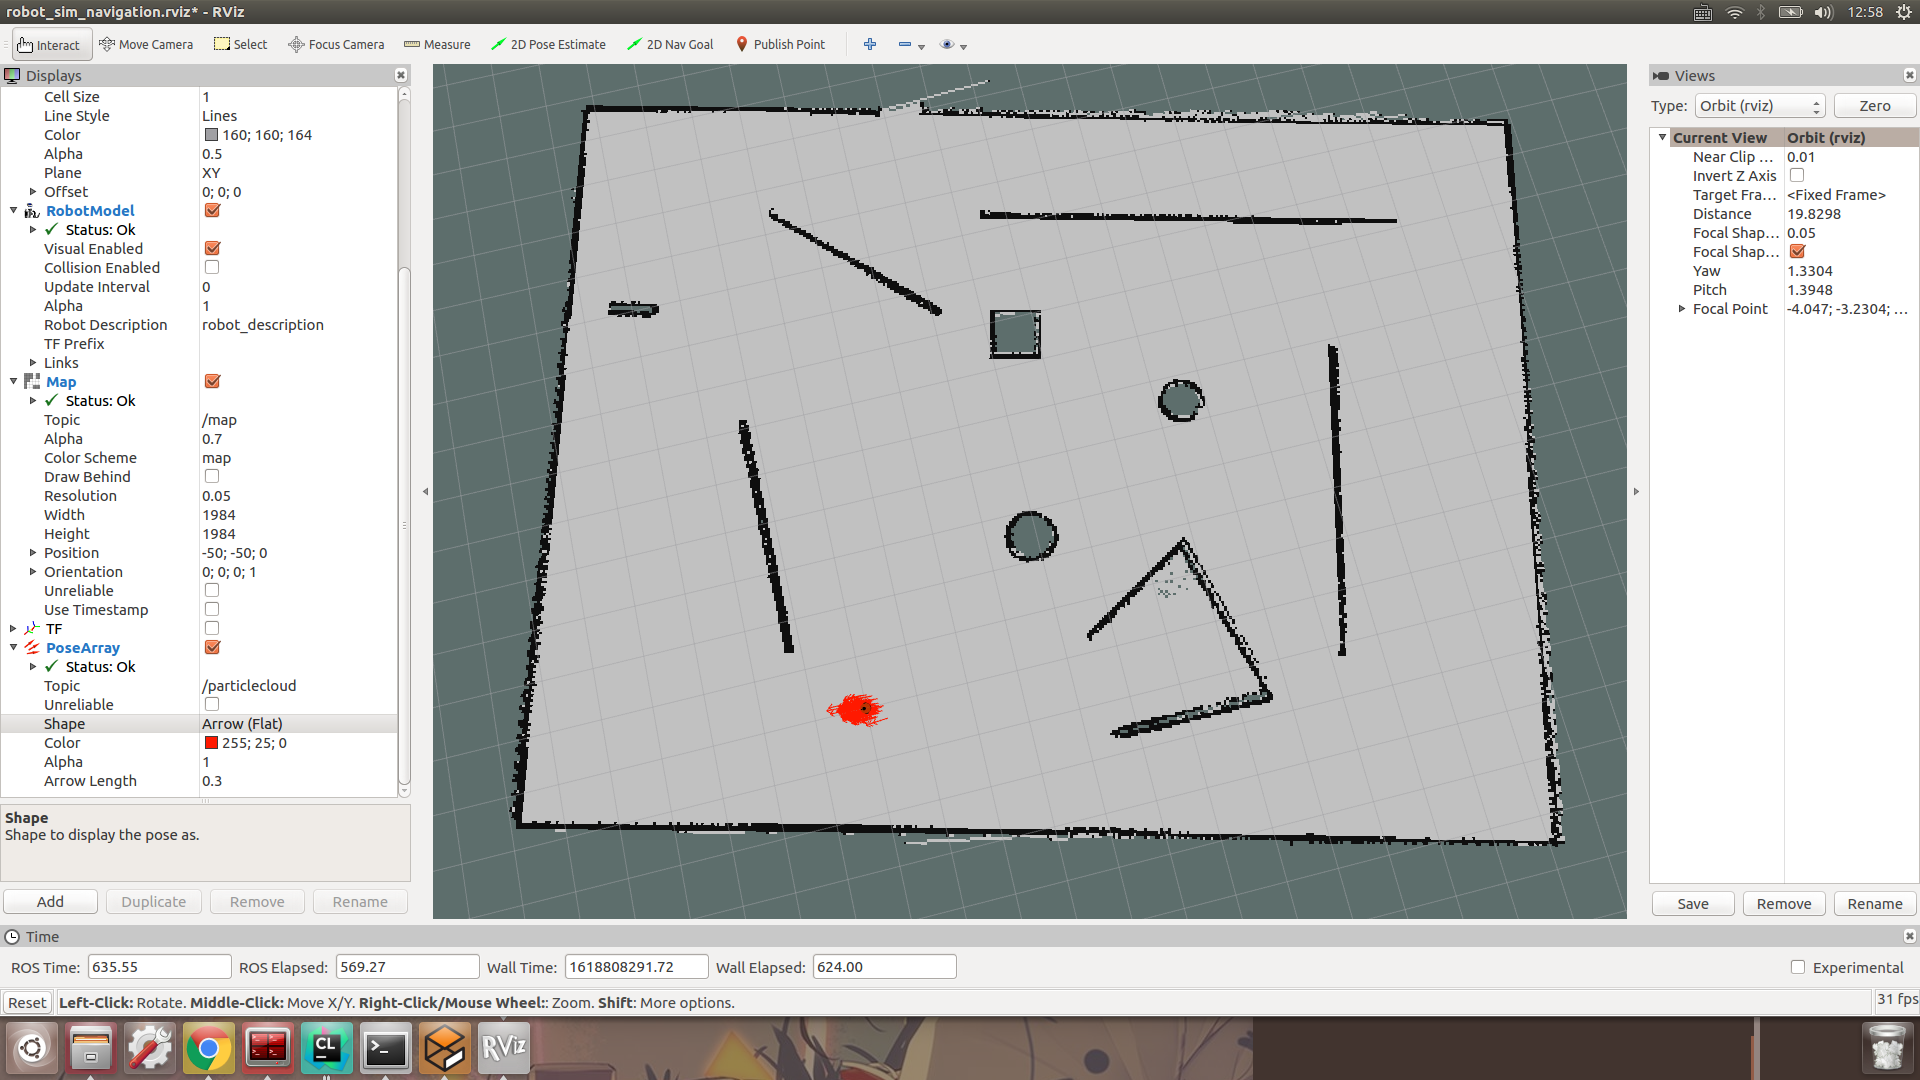 robot_sim_navigation.rviz* - RViz
12:58
Interact
Move Camera
Select
Focus Camera
Measure
2D Pose Estimate
2D Nav Goal
Publish Point
Displays
Cell Size 1
Line Style Lines
Color 160; 160; 164
Alpha 0.5
Plane XY
Offset 0; 0; 0
RobotModel
Status: Ok
Visual Enabled
Collision Enabled
Update Interval 0
Alpha 1
Robot Description robot_description
TF Prefix
Links
Map
Status: Ok
Topic /map
Alpha 0.7
Color Scheme map
Draw Behind
Resolution 0.05
Width 1984
Height 1984
Position -50; -50; 0
Orientation 0; 0; 0; 1
Unreliable
Use Timestamp
TF
PoseArray
Status: Ok
Topic /particlecloud
Unreliable
Shape Arrow (Flat)
Color 255; 25; 0
Alpha 1
Arrow Length 0.3
Shape
Shape to display the pose as.
Add Duplicate Remove Rename
Views
Type: Orbit (rviz) Zero
Current View Orbit (rviz)
Near Clip ... 0.01
Invert Z Axis
Target Fra... <Fixed Frame>
Distance 19.8298
Focal Shap... 0.05
Focal Shap...
Yaw 1.3304
Pitch 1.3948
Focal Point -4.047; -3.2304; ...
Save Remove Rename
Time
ROS Time: 635.55 ROS Elapsed: 569.27 Wall Time: 1618808291.72 Wall Elapsed: 624.00 Experimental
Reset Left-Click: Rotate. Middle-Click: Move X/Y. Right-Click/Mouse Wheel:: Zoom. Shift: More options. 31 fps
CL
>_
RViz